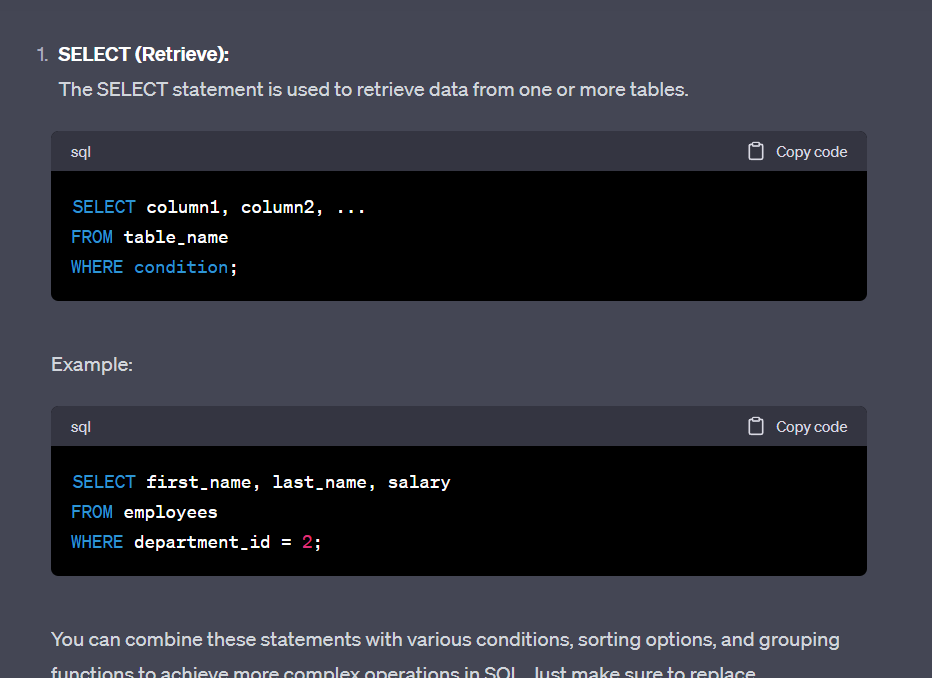 1. SELECT (Retrieve):
The SELECT statement is used to retrieve data from one or more tables.
sql Copy code
SELECT column1, column2, ...
FROM table_name
WHERE condition;
Example:
sql Copy code
SELECT first_name, last_name, salary
FROM employees
WHERE department_id = 2;
You can combine these statements with various conditions, sorting options, and grouping
functions to achieve more complex operations in SQL. Just make sure to replace